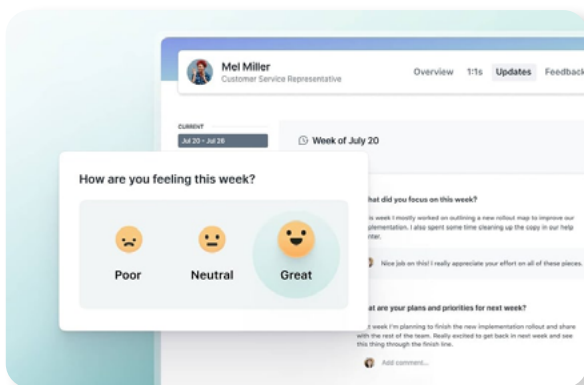 Mel Miller
Customer Service Representative
Overview 1:1s Updates Feedback
CURRENT
Jul 20 – Jul 26
Week of July 20
How are you feeling this week?
Poor Neutral Great
hat did you focus on this week?
is week I mostly worked on outlining a new rollout map to improve our
plementation. I also spent some time cleaning up the copy in our help
nter.
Nice job on this! I really appreciate your effort on all of these pieces.
at are your plans and priorities for next week?
t week I'm planning to finish the new implementation rollout and share
with the rest of the team. Really excited to get back in next week and see
this thing through the finish line.
Add comment...